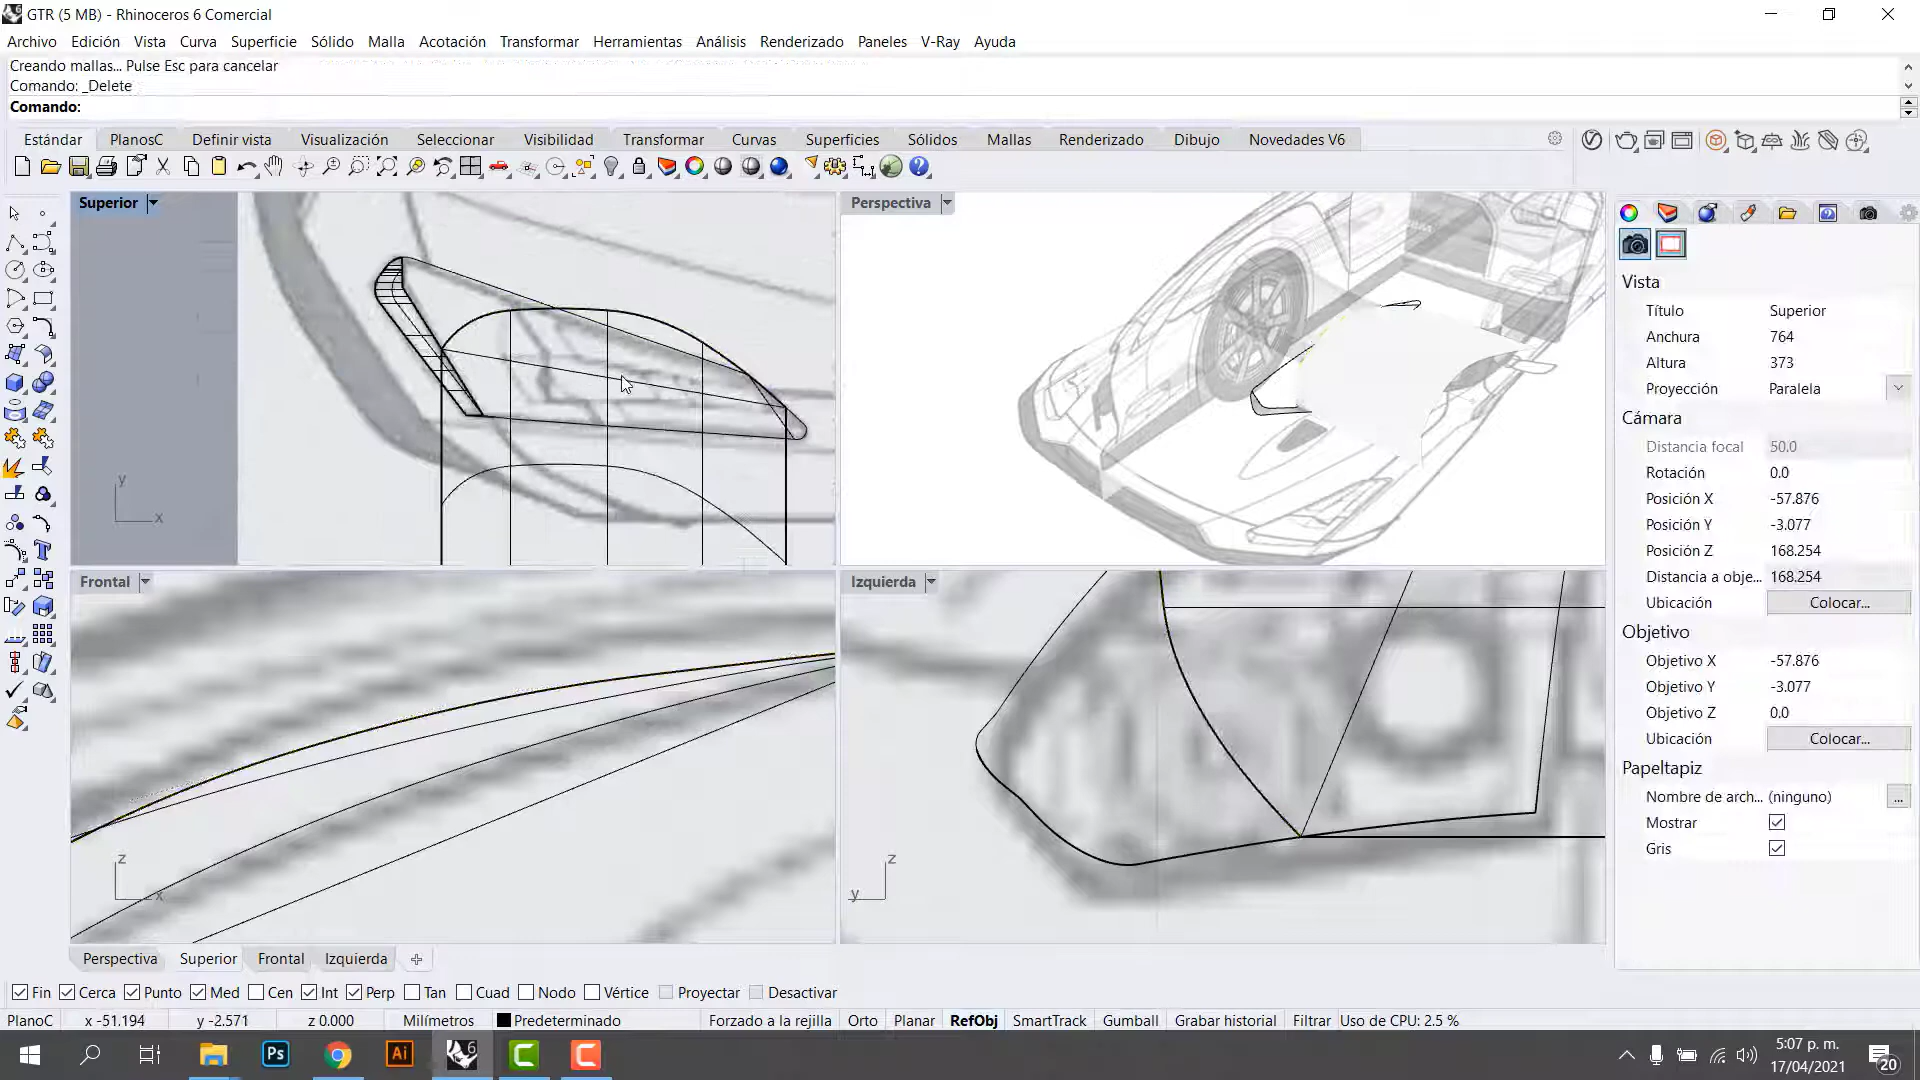 GTR (5 MB) - Rhinoceros 6 Comercial
Archivo Edición Vista Curva Superficie Sólido Malla Acotación Transformar Herramientas Análisis Renderizado Paneles V-Ray Ayuda
Creando mallas... Pulse Esc para cancelar
Comando: _Delete
Comando:
Estándar PlanosC Definir vista Visualización Seleccionar Visibilidad Transformar Curvas Superficies Sólidos Mallas Renderizado Dibujo Novedades V6
Superior
Perspectiva
Vista
Título Superior
Anchura 764
Altura 373
Proyección Paralela
Cámara
Distancia focal 50.0
Rotación 0.0
Posición X -57.876
Posición Y -3.077
Posición Z 168.254
Distancia a obje... 168.254
Ubicación Colocar...
Objetivo
Objetivo X -57.876
Objetivo Y -3.077
Objetivo Z 0.0
Ubicación Colocar...
Papeltapiz
Nombre de arch... (ninguno) ...
Mostrar
Gris
y
x
Frontal
Izquierda
z
x
z
y
Perspectiva Superior Frontal Izquierda
Fin Cerca Punto Med Cen Int Perp Tan Cuad Nodo Vértice Proyectar Desactivar
PlanoC x -51.194 y -2.571 z 0.000 Milímetros Predeterminado Forzado a la rejilla Orto Planar RefObj SmartTrack Gumball Grabar historial Filtrar Uso de CPU: 2.5 %
Ps
Ai
6
C
C
5:07 p. m.
17/04/2021
20